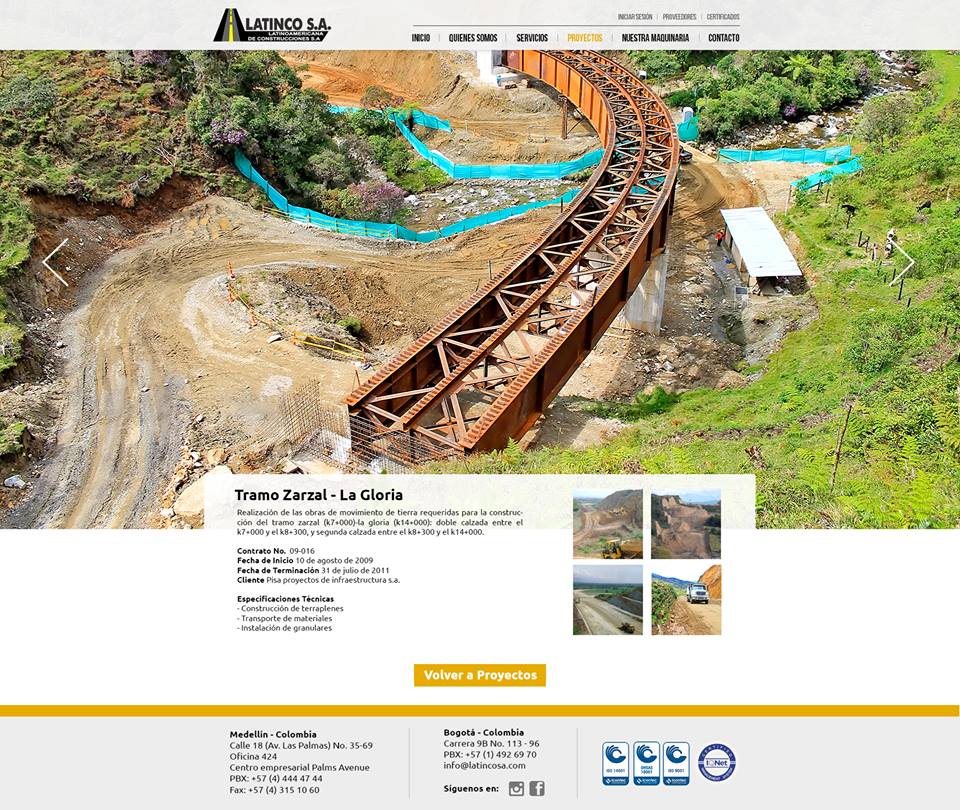 LATINCO S.A.
LATINOAMERICANA
DE CONSTRUCCIONES S.A
INICIAR SESIÓN | PROVEEDORES | CERTIFICADOS
INICIO | QUIENES SOMOS | SERVICIOS | PROYECTOS | NUESTRA MAQUINARIA | CONTACTO
Tramo Zarzal - La Gloria
Realización de las obras de movimiento de tierra requeridas para la construc-
ción del tramo zarzal (k7+000)-la gloria (k14+000): doble calzada entre el
k7+000 y el k8+300, y segunda calzada entre el k8+300 y el k14+000.
Contrato No. 09-016
Fecha de Inicio 10 de agosto de 2009
Fecha de Terminación 31 de julio de 2011
Cliente Pisa proyectos de infraestructura s.a.
Especificaciones Técnicas
- Construcción de terraplenes
- Transporte de materiales
- Instalación de granulares
Volver a Proyectos
Medellin - Colombia
Calle 18 (Av. Las Palmas) No. 35-69
Oficina 424
Centro empresarial Palms Avenue
PBX: +57 (4) 444 47 44
Fax: +57 (4) 315 10 60
Bogotá - Colombia
Carrera 9B No. 113 - 96
PBX: +57 (1) 492 69 70
info@latincosa.com
Síguenos en:
ISO 14001
OHSAS
18001
ISO 9001
icontec
icontec
icontec
IQNet